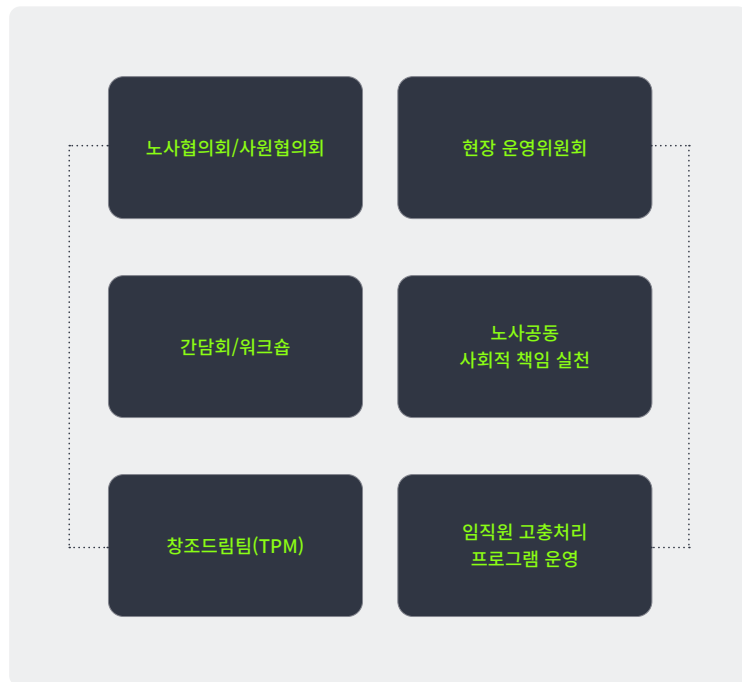 노사협의회/사원협의회
현장 운영위원회
간담회/워크숍
노사공동
사회적 책임 실천
창조드림팀(TPM)
임직원 고충처리
프로그램 운영